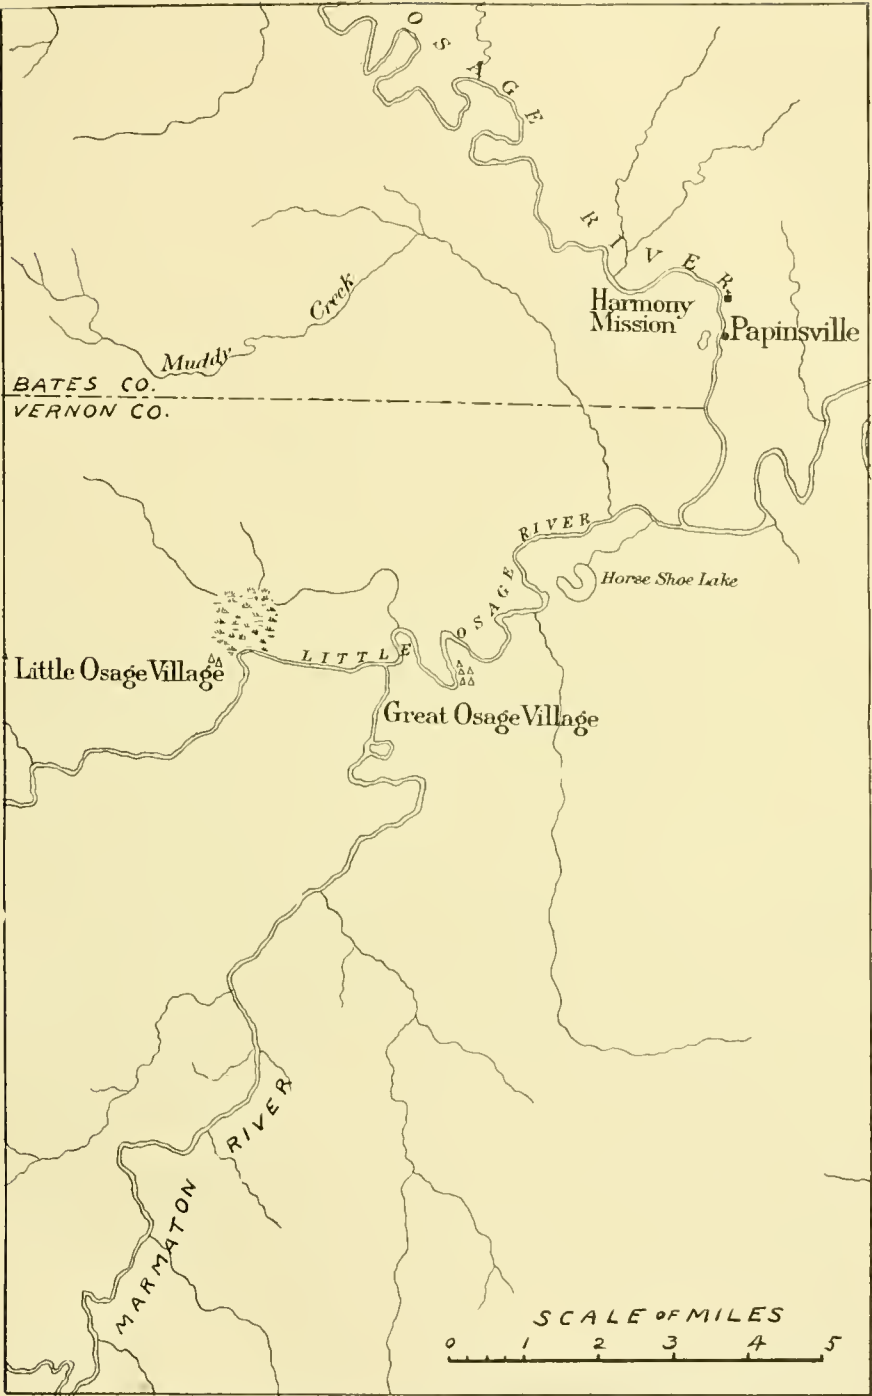 OSAGE RIVER
Harmony
Mission
Papinsville
Muddy Creek
BATES CO.
VERNON CO.
LITTLE OSAGE RIVER
Horse Shoe Lake
Little Osage Village
Great Osage Village
MARMATON RIVER
SCALE OF MILES
0 1 2 3 4 5